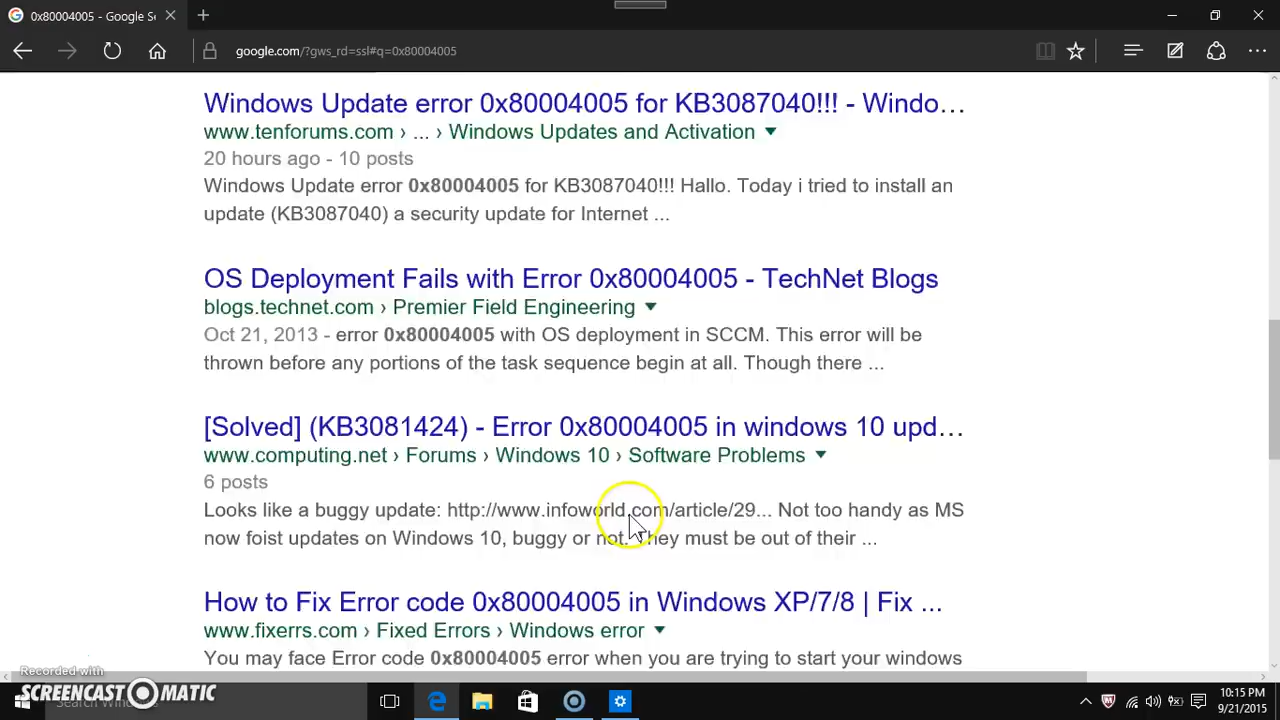 0x80004005 - Google Se
google.com/?gws_rd=ssl#q=0x80004005
Windows Update error 0x80004005 for KB3087040!!! - Windo...
www.tenforums.com › ... › Windows Updates and Activation
20 hours ago - 10 posts
Windows Update error 0x80004005 for KB3087040!!! Hallo. Today i tried to install an
update (KB3087040) a security update for Internet ...
OS Deployment Fails with Error 0x80004005 - TechNet Blogs
blogs.technet.com › Premier Field Engineering
Oct 21, 2013 - error 0x80004005 with OS deployment in SCCM. This error will be
thrown before any portions of the task sequence begin at all. Though there ...
[Solved] (KB3081424) - Error 0x80004005 in windows 10 upd...
www.computing.net › Forums › Windows 10 › Software Problems
6 posts
Looks like a buggy update: http://www.infoworld.com/article/29... Not too handy as MS
now foist updates on Windows 10, buggy or not. They must be out of their ...
How to Fix Error code 0x80004005 in Windows XP/7/8 | Fix ...
www.fixerrs.com › Fixed Errors › Windows error
You may face Error code 0x80004005 error when you are trying to start your windows
Recorded with
SCREENCAST-O-MATIC
Search Windows
10:15 PM
9/21/2015